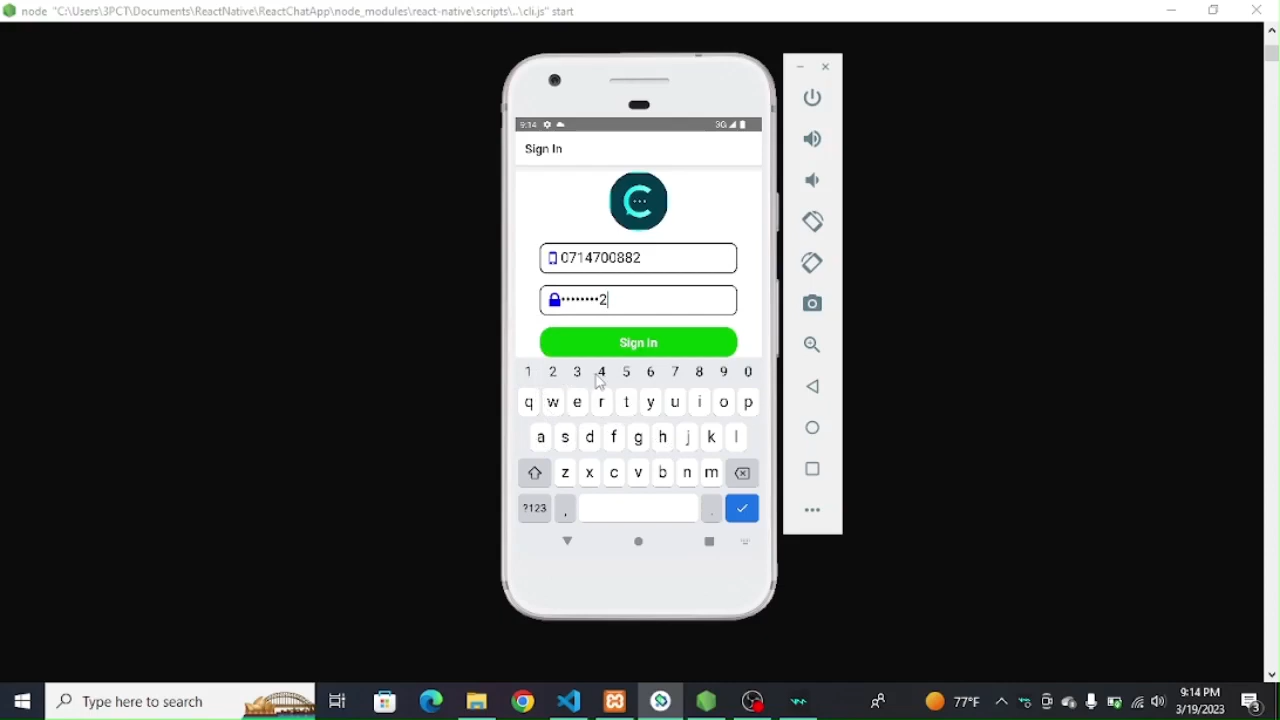 node "C:\Users\3PCT\Documents\ReactNative\ReactChatApp\node_modules\react-native\scripts\..\cli.js" start
9:14 3G
Sign In
C
0714700882
••••••••2
Sign In
1 2 3 4 5 6 7 8 9 0
q w e r t y u i o p
a s d f g h j k l
z x c v b n m
?123 , .
Type here to search
77°F
9:14 PM
3/19/2023
3